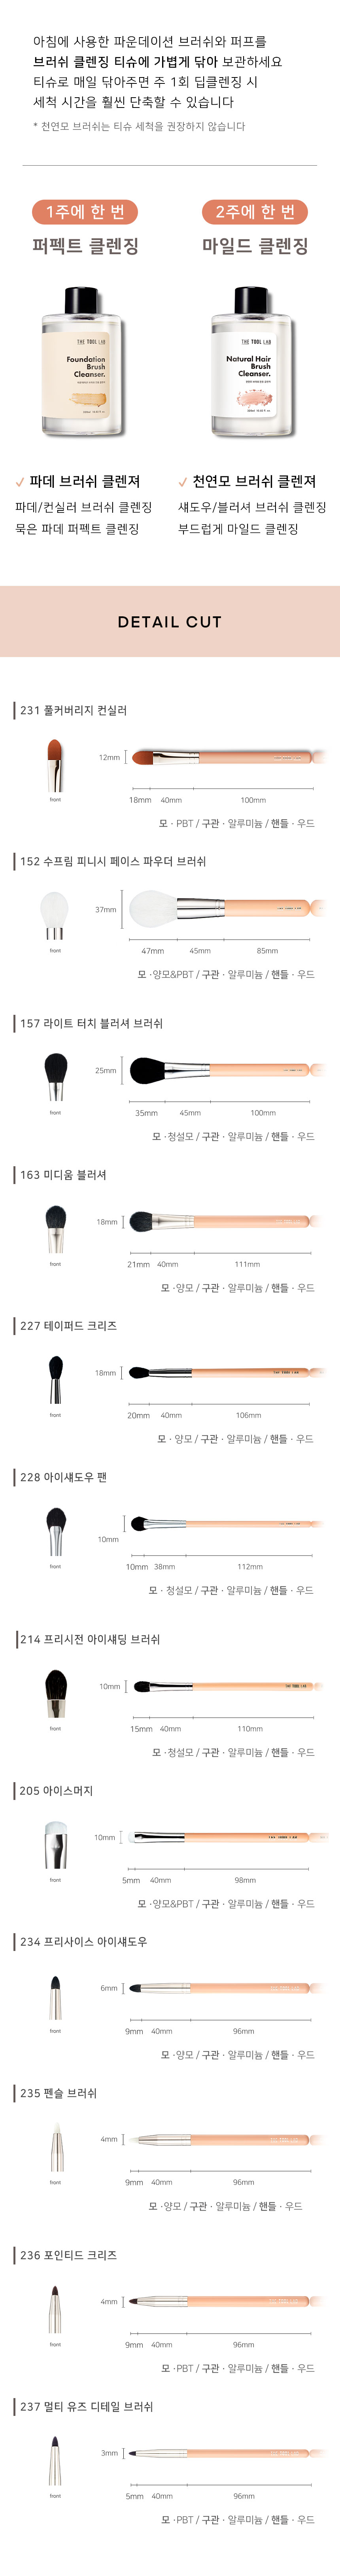 아침에 사용한 파운데이션 브러쉬와 퍼프를
브러쉬 클렌징 티슈에 가볍게 닦아 보관하세요
티슈로 매일 닦아주면 주 1회 딥클렌징 시
세척 시간을 훨씬 단축할 수 있습니다
* 천연모 브러쉬는 티슈 세척을 권장하지 않습니다
1주에 한 번
퍼펙트 클렌징
2주에 한 번
마일드 클렌징
THE TOOL LAB
Foundation
Brush
Cleanser.
THE TOOL LAB
Natural Hair
Brush
Cleanser.
파데 브러쉬 클렌져
파데/컨실러 브러쉬 클렌징
묵은 파데 퍼펙트 클렌징
천연모 브러쉬 클렌져
섀도우/블러셔 브러쉬 클렌징
부드럽게 마일드 클렌징
DETAIL CUT
231 풀커버리지 컨실러
front
12mm
18mm 40mm 100mm
모 · PBT / 구관 · 알루미늄 / 핸들 · 우드
152 수프림 피니시 페이스 파우더 브러쉬
front
37mm
47mm 45mm 85mm
모 ·양모&PBT / 구관 · 알루미늄 / 핸들 · 우드
157 라이트 터치 블러셔 브러쉬
front
25mm
35mm 45mm 100mm
모 ·청설모 / 구관 · 알루미늄 / 핸들 · 우드
163 미디움 블러셔
front
18mm
21mm 40mm 111mm
모 ·양모 / 구관 · 알루미늄 / 핸들 · 우드
227 테이퍼드 크리즈
front
18mm
20mm 40mm 106mm
모 · 양모 / 구관 · 알루미늄 / 핸들 · 우드
228 아이섀도우 팬
front
10mm
10mm 38mm 112mm
모 · 청설모 / 구관 · 알루미늄 / 핸들 · 우드
214 프리시전 아이섀딩 브러쉬
front
10mm
THE TOOL LAB
15mm 40mm 110mm
모 ·청설모 / 구관 · 알루미늄 / 핸들 · 우드
205 아이스머지
front
10mm
5mm 40mm 98mm
모 ·양모&PBT / 구관 · 알루미늄 / 핸들 · 우드
234 프리사이스 아이섀도우
front
6mm
9mm 40mm 96mm
모 ·양모 / 구관 · 알루미늄 / 핸들 · 우드
235 펜슬 브러쉬
front
4mm
9mm 40mm 96mm
모 ·양모 / 구관 · 알루미늄 / 핸들 · 우드
236 포인티드 크리즈
front
4mm
9mm 40mm 96mm
모 ·PBT / 구관 · 알루미늄 / 핸들 · 우드
237 멀티 유즈 디테일 브러쉬
front
3mm
5mm 40mm 96mm
모 ·PBT / 구관 · 알루미늄 / 핸들 · 우드